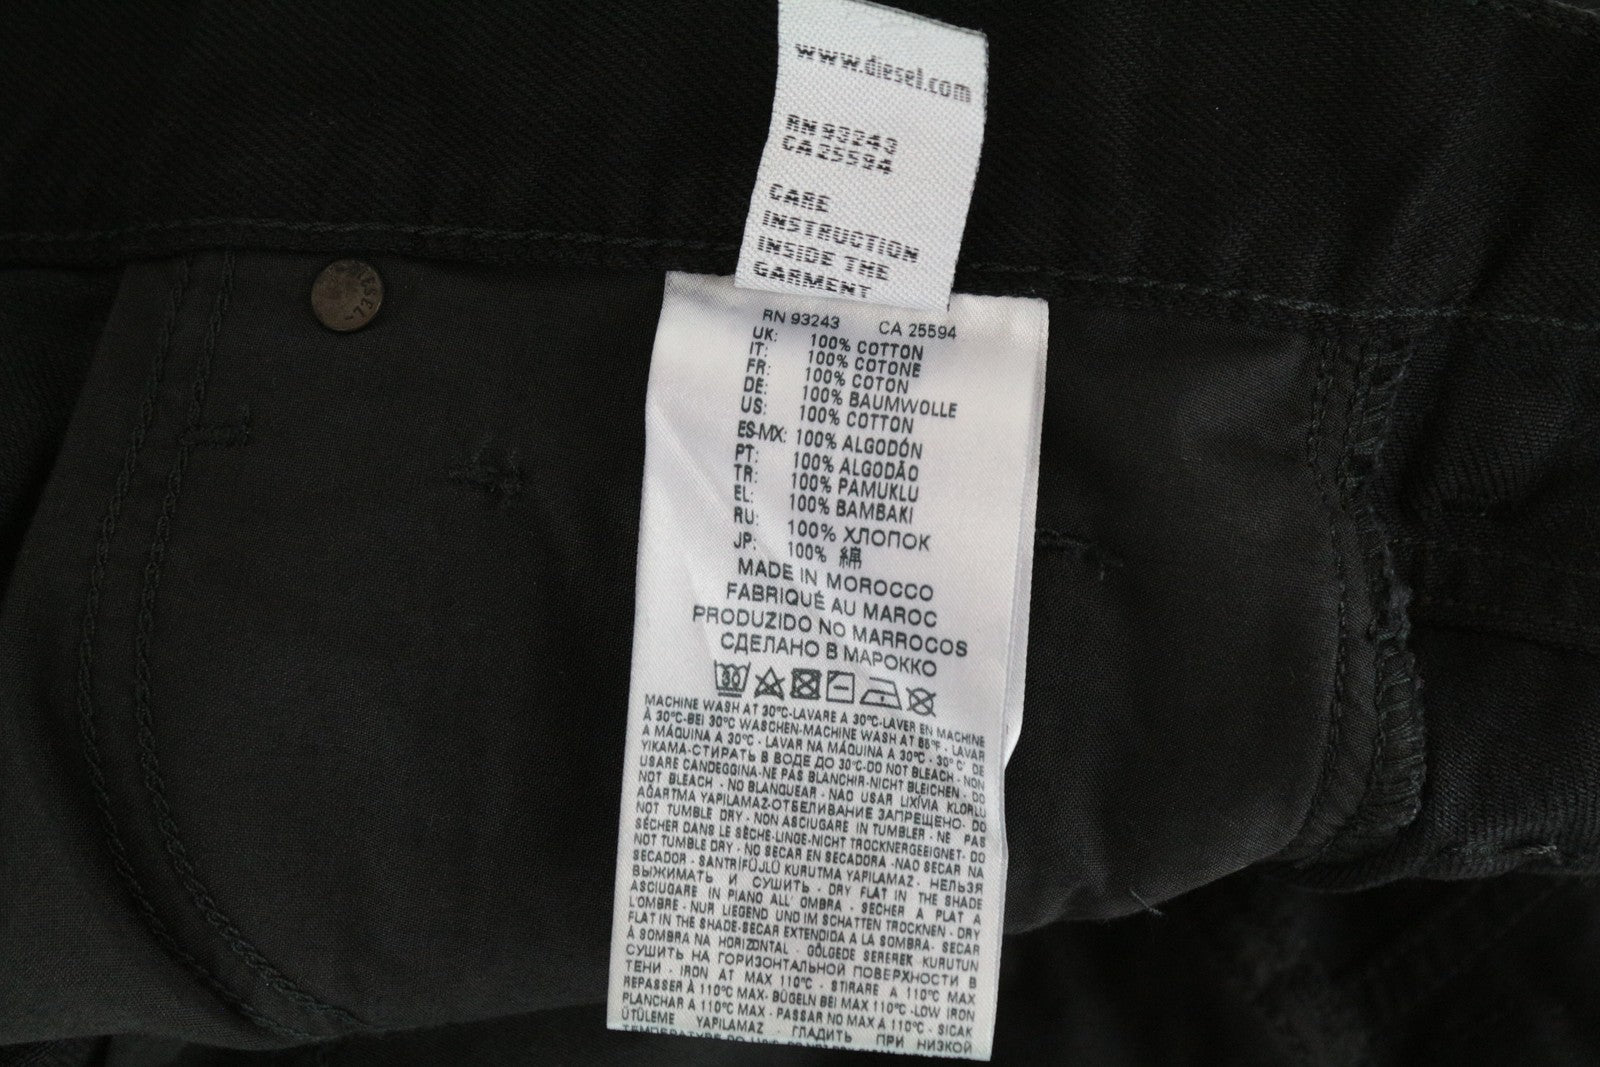 www.diesel.com
RN 93243
CA 25594
CARE
INSTRUCTION
INSIDE THE
GARMENT
RN 93243 CA 25594
UK: 100% COTTON
IT: 100% COTONE
FR: 100% COTON
DE: 100% BAUMWOLLE
US: 100% COTTON
ES-MX: 100% ALGODÓN
PT: 100% ALGODÃO
TR: 100% PAMUKLU
EL: 100% BAMBAKI
RU: 100% ХЛОПОК
JP: 100% 綿
MADE IN MOROCCO
FABRIQUÉ AU MAROC
PRODUZIDO NO MARROCOS
СДЕЛАНО В МАРОККО
30
MACHINE WASH AT 30°C-LAVARE A 30°C-LAVER EN MACHINE
À 30°C-BEI 30°C WASCHEN-MACHINE WASH AT 85°F - LAVAR
A MÁQUINA A 30°C - LAVAR NA MÁQUINA A 30°C - 30° C' DE
YIKAMA-СТИРАТЬ В ВОДЕ ДО 30°C-DO NOT BLEACH - NON
USARE CANDEGGINA-NE PAS BLANCHIR-NICHT BLEICHEN - DO
NOT BLEACH - NO BLANQUEAR - NAO USAR LIXÍVIA KLORLU
AĞARTMA YAPILAMAZ-ОТБЕЛИВАНИЕ ЗАПРЕЩЕНО- DO
NOT TUMBLE DRY - NON ASCIUGARE IN TUMBLER - NE PAS
SÉCHER DANS LE SÈCHE-LINGE-NICHT TROCKNERGEEIGNET- DO
NOT TUMBLE DRY - NO SECAR EN SECADORA -NAO SECAR NA
SECADOR - SANTRİFÜJLÜ KURUTMA YAPILAMAZ - НЕЛЬЗЯ
ВЫЖИМАТЬ И СУШИТЬ - DRY FLAT IN THE SHADE
ASCIUGARE IN PIANO ALL' OMBRA - SÉCHER A PLAT A
L'OMBRE - NUR LIEGEND UND IM SCHATTEN TROCKNEN - DRY
FLAT IN THE SHADE-SECAR EXTENDIDA A LA SOMBRA- SECAR
À SOMBRA NA HORIZONTAL - GÖLGEDE SEREREK KURUTUN
СУШИТЬ НА ГОРИЗОНТАЛЬНОЙ ПОВЕРХНОСТИ В
ТЕНИ - IRON AT MAX 110°C - STIRARE A 110°C MAX
REPASSER À 110°C MAX- BÜGELN BEI MAX 110°C -LOW IRON
PLANCHAR A 110°C MAX - PASSAR NO MAX À 110°C - SICAK
ÜTÜLEME YAPILAMAZ ГЛАДИТЬ ПРИ НИЗКОЙ